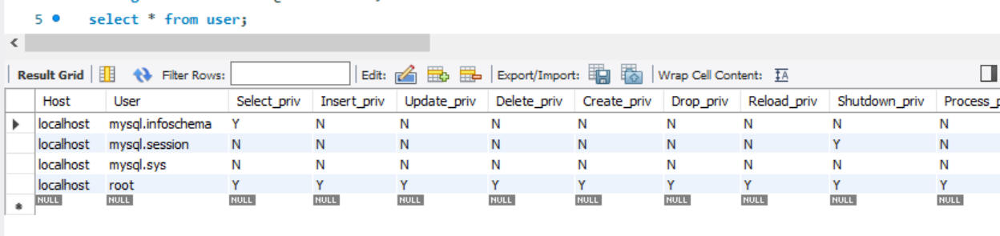 5 select * from user;
Result Grid Filter Rows: Edit: Export/Import: Wrap Cell Content: IA
Host User Select_priv Insert_priv Update_priv Delete_priv Create_priv Drop_priv Reload_priv Shutdown_priv Process_p
localhost mysql.infoschema Y N N N N N N N N
localhost mysql.session N N N N N N N Y N
localhost mysql.sys N N N N N N N N N
localhost root Y Y Y Y Y Y Y Y Y
NULL NULL NULL NULL NULL NULL NULL NULL NULL NULL NULL